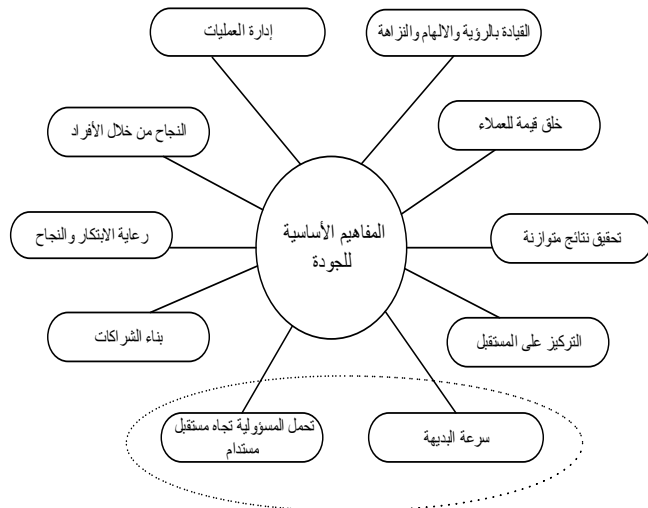 القيادة بالرؤية والالهام والنزاهة
إدارة العمليات
خلق قيمة للعملاء
النجاح من خلال الأفراد
المفاهيم الأساسية
للجودة
تحقيق نتائج متوازنة
رعاية الابتكار والنجاح
التركيز على المستقبل
بناء الشراكات
سرعة البديهة
تحمل المسؤولية تجاه مستقبل
مستدام